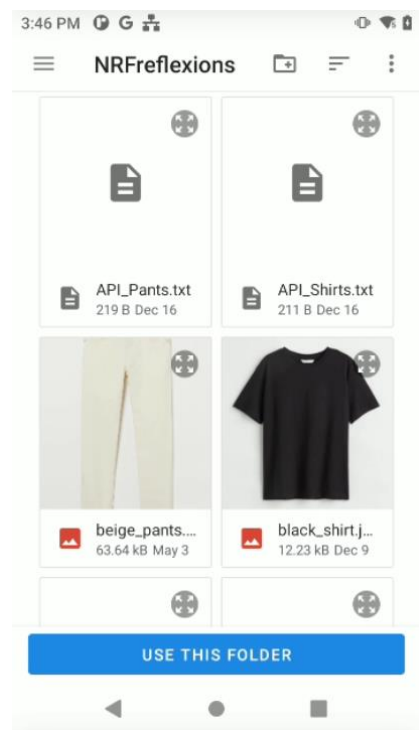 3:46 PM G
NRFreflexions
API_Pants.txt
219 B Dec 16
API_Shirts.txt
211 B Dec 16
beige_pants....
63.64 kB May 3
black_shirt.j...
12.23 kB Dec 9
USE THIS FOLDER